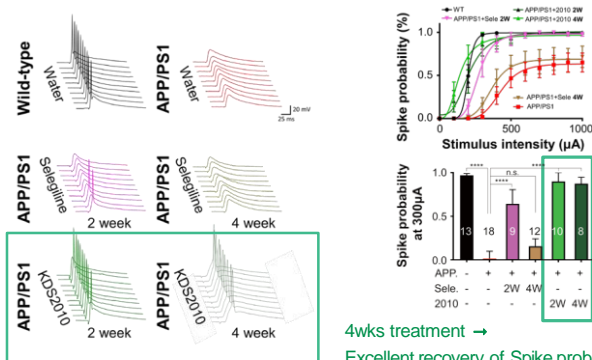 Wild-type
Water
APP/PS1
Water
20 mV
25 ms
APP/PS1
Selegiline
2 week
APP/PS1
Selegiline
4 week
APP/PS1
KDS2010
2 week
APP/PS1
KDS2010
4 week
WT
APP/PS1+2010 2W
APP/PS1+Sele 2W
APP/PS1+2010 4W
Spike probability (%)
1.0
0.5
0.0
APP/PS1+Sele 4W
APP/PS1
0
500
1000
Stimulus intensity (µA)
Spike probability
at 300µA
1.0
0.5
0.0
****
n.s.
****
****
13 18 9 12 10 8
APP. - + + + + +
Sele. - - 2W 4W - -
2010 - - - - 2W 4W
4wks treatment →
Excellent recovery of Spike prob